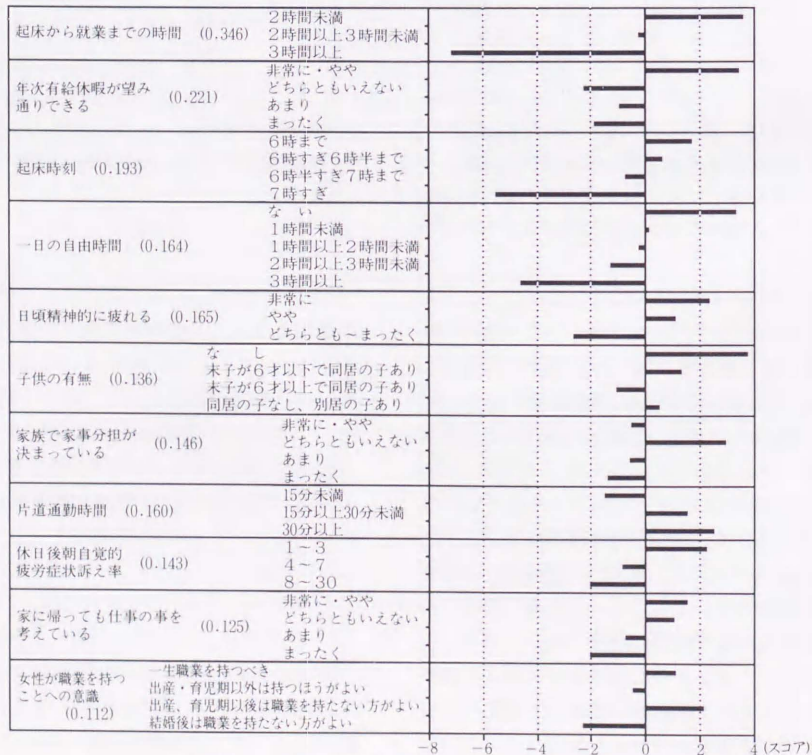 起床から就業までの時間 (0.346)
2時間未満
2時間以上3時間未満
3時間以上
年次有給休暇が望み
通りできる (0.221)
非常に・やや
どちらともいえない
あまり
まったく
起床時刻 (0.193)
6時まで
6時すぎ6時半まで
6時半すぎ7時まで
7時すぎ
一日の自由時間 (0.164)
な い
1時間未満
1時間以上2時間未満
2時間以上3時間未満
3時間以上
日頃精神的に疲れる (0.165)
非常に
やや
どちらとも~まったく
子供の有無 (0.136)
な し
末子が6才以下で同居の子あり
末子が6才以上で同居の子あり
同居の子なし、別居の子あり
家族で家事分担が
決まっている (0.146)
非常に・やや
どちらともいえない
あまり
まったく
片道通勤時間 (0.160)
15分未満
15分以上30分未満
30分以上
休日後朝自覚的
疲労症状訴え率 (0.143)
1~3
4~7
8~30
家に帰っても仕事の事を
考えている (0.125)
非常に・やや
どちらともいえない
あまり
まったく
女性が職業を持つ
ことへの意識
(0.112)
一生職業を持つべき
出産・育児期以外は持つほうがよい
出産、育児期以後は職業を持たない方がよい
結婚後は職業を持たない方がよい
-8 -6 -4 -2 0 2 4 (スコア)